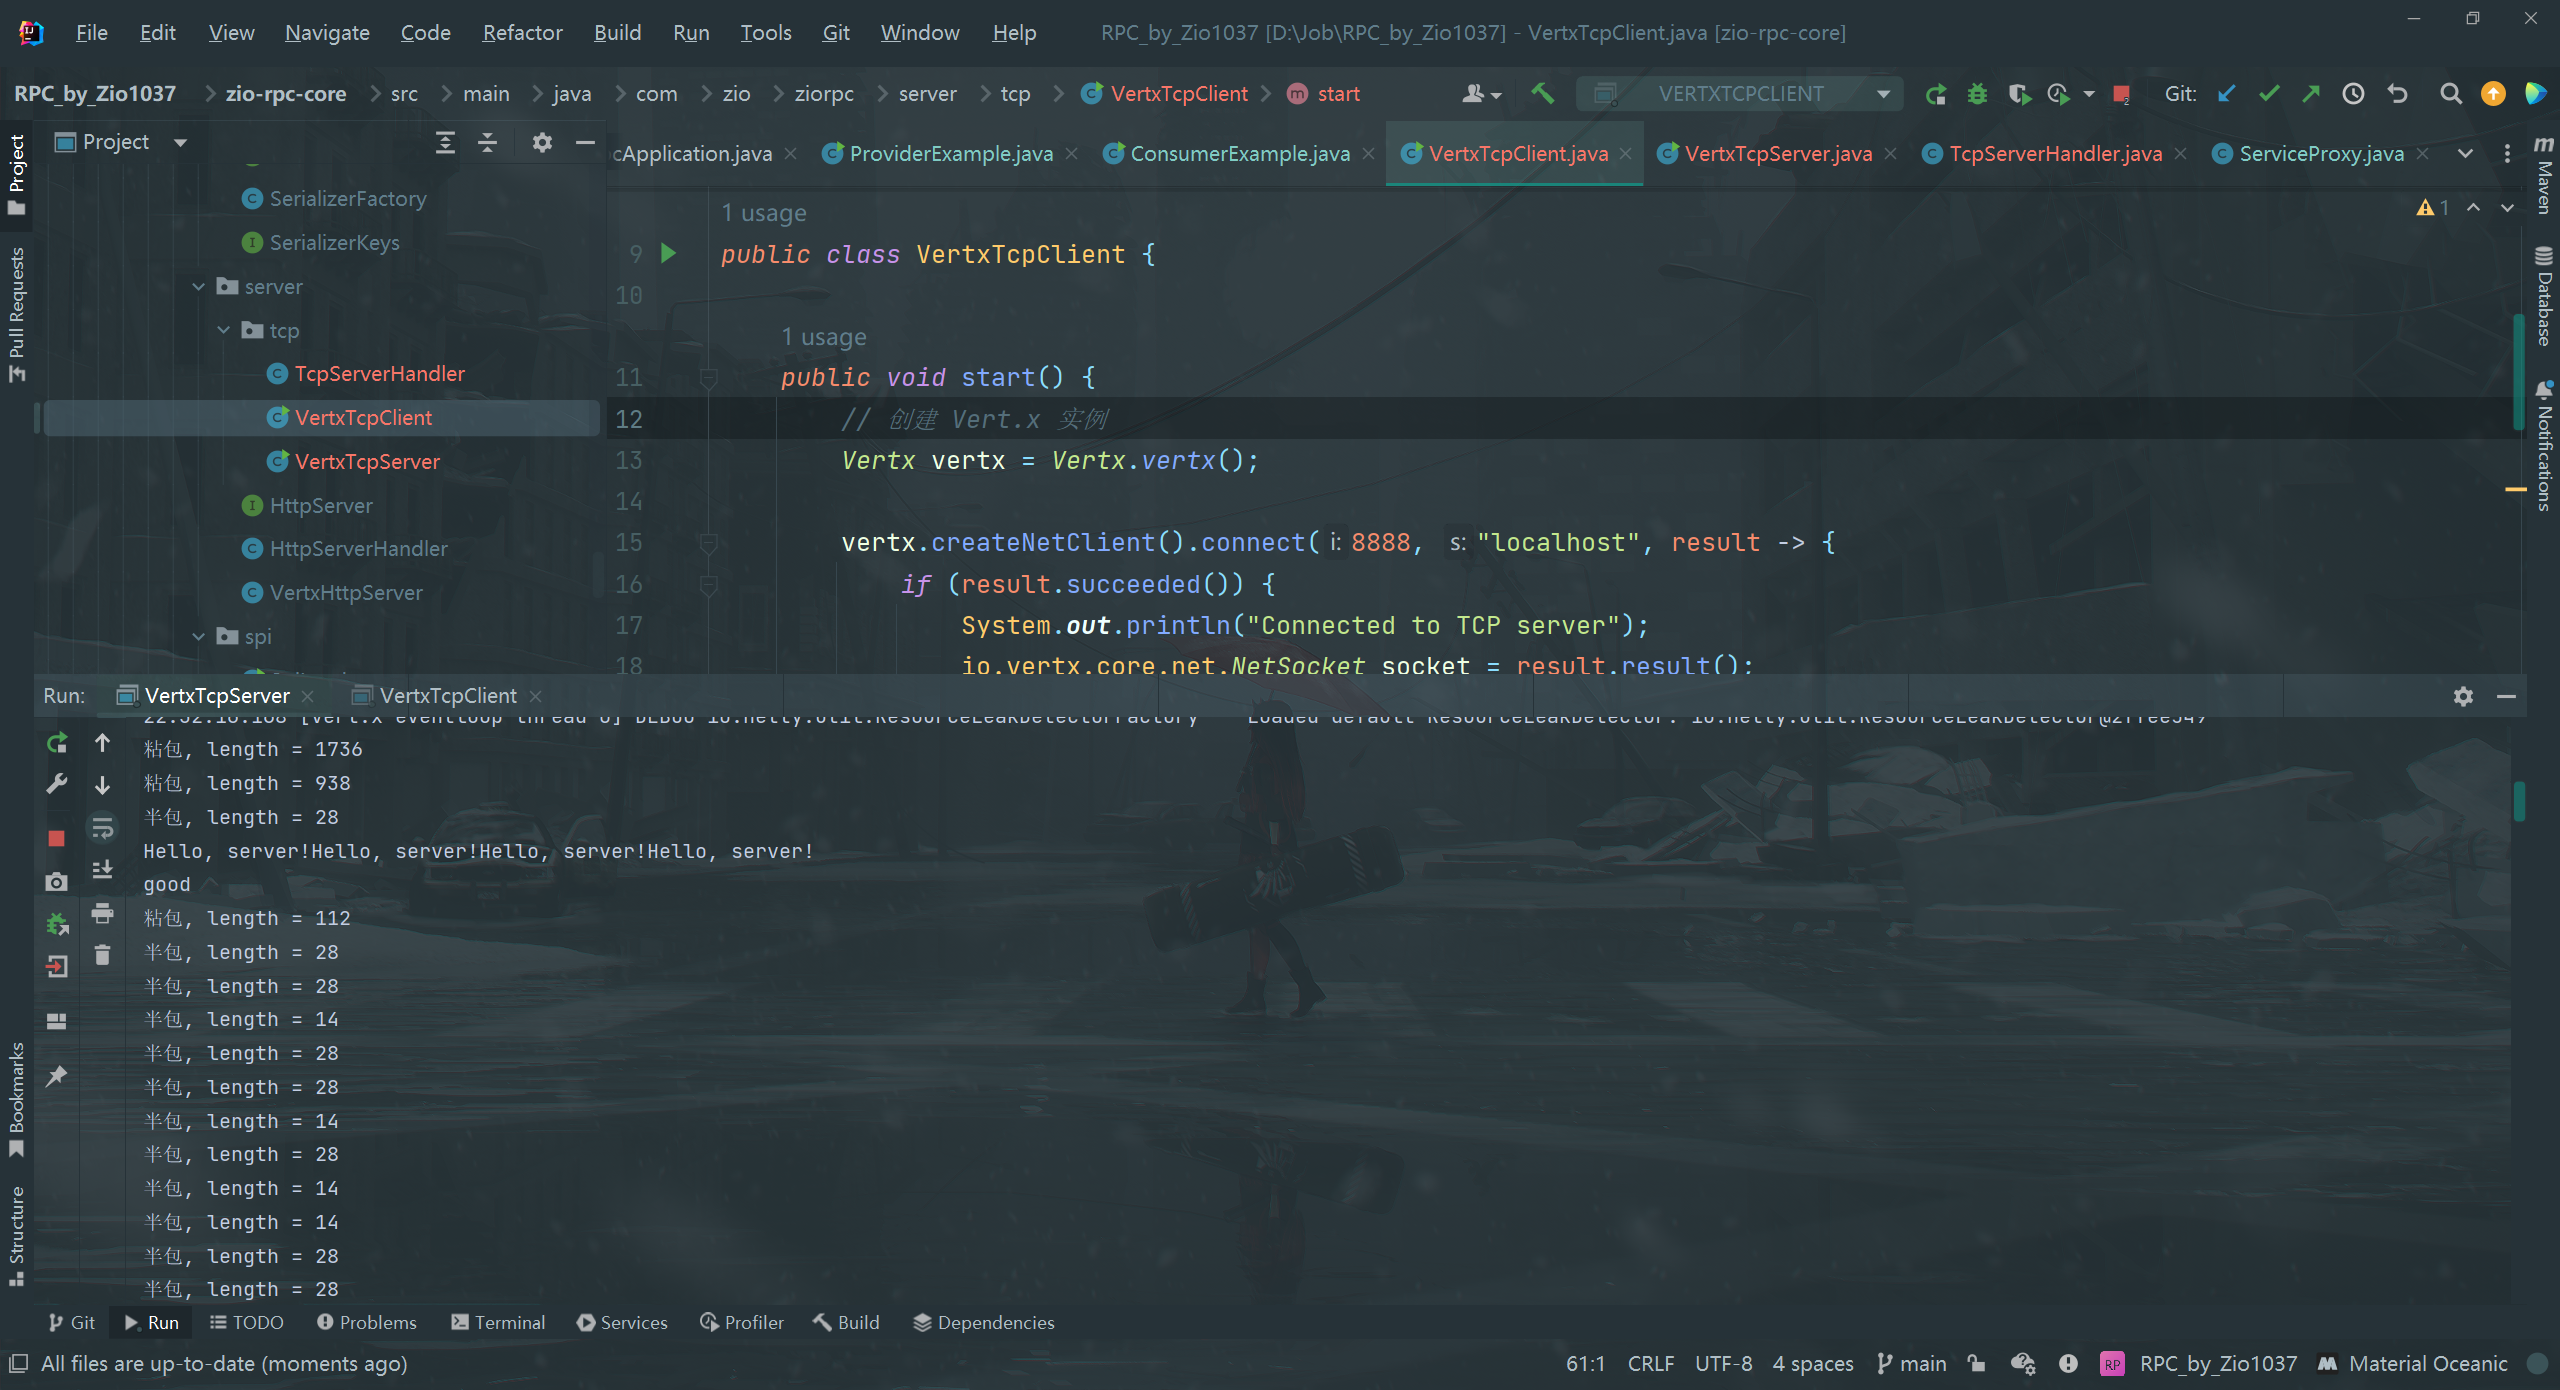 File Edit View Navigate Code Refactor Build Run Tools Git Window Help RPC_by_Zio1037 [D:\Job\RPC_by_Zio1037] - VertxTcpClient.java [zio-rpc-core]
RPC_by_Zio1037 zio-rpc-core src main java com zio ziorpc server tcp VertxTcpClient start VERTXTCPCLIENT Git:
Project
cApplication.java ProviderExample.java ConsumerExample.java VertxTcpClient.java VertxTcpServer.java TcpServerHandler.java ServiceProxy.java
Project
Pull Requests
Bookmarks
Structure
Maven
Database
Notifications
SerializerFactory
SerializerKeys
server
tcp
TcpServerHandler
VertxTcpClient
VertxTcpServer
HttpServer
HttpServerHandler
VertxHttpServer
spi
1
1 usage
9 public class VertxTcpClient {
10
1 usage
11 public void start() {
12 // 创建 Vert.x 实例
13 Vertx vertx = Vertx.vertx();
14
15 vertx.createNetClient().connect( i: 8888, s: "localhost", result -> {
16 if (result.succeeded()) {
17 System.out.println("Connected to TCP server");
18 io.vertx.core.net.NetSocket socket = result.result();
Run: VertxTcpServer VertxTcpClient
粘包, length = 1736
粘包, length = 938
半包, length = 28
Hello, server!Hello, server!Hello, server!Hello, server!
good
粘包, length = 112
半包, length = 28
半包, length = 28
半包, length = 14
半包, length = 28
半包, length = 28
半包, length = 14
半包, length = 28
半包, length = 14
半包, length = 14
半包, length = 28
半包, length = 28
Git Run TODO Problems Terminal Services Profiler Build Dependencies
All files are up-to-date (moments ago) 61:1 CRLF UTF-8 4 spaces main RP RPC_by_Zio1037 Material Oceanic